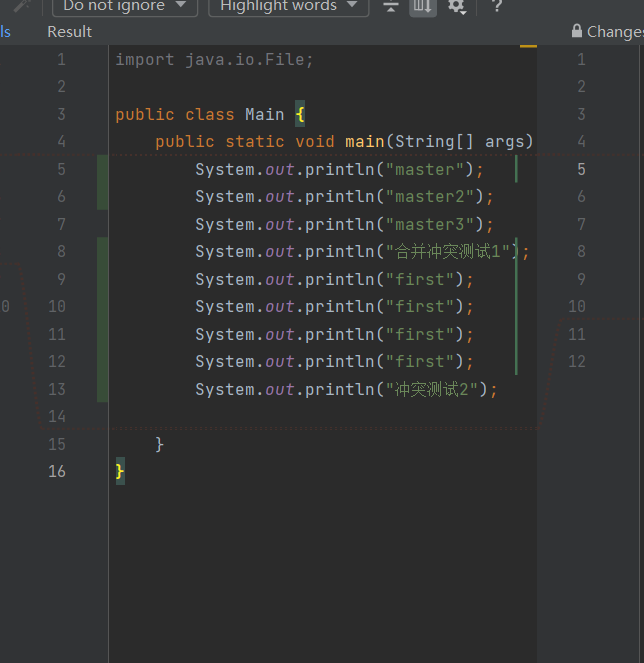 Do not ignore
Highlight words
?
ls
Result
Changes
1 import java.io.File; 1
2 2
3 public class Main { 3
4 public static void main(String[] args) 4
5 System.out.println("master"); 5
6 System.out.println("master2"); 6
7 System.out.println("master3"); 7
8 System.out.println("合并冲突测试1"); 8
9 System.out.println("first"); 9
0 10 System.out.println("first"); 10
11 System.out.println("first"); 11
12 System.out.println("first"); 12
13 System.out.println("冲突测试2");
14
15 }
16 }